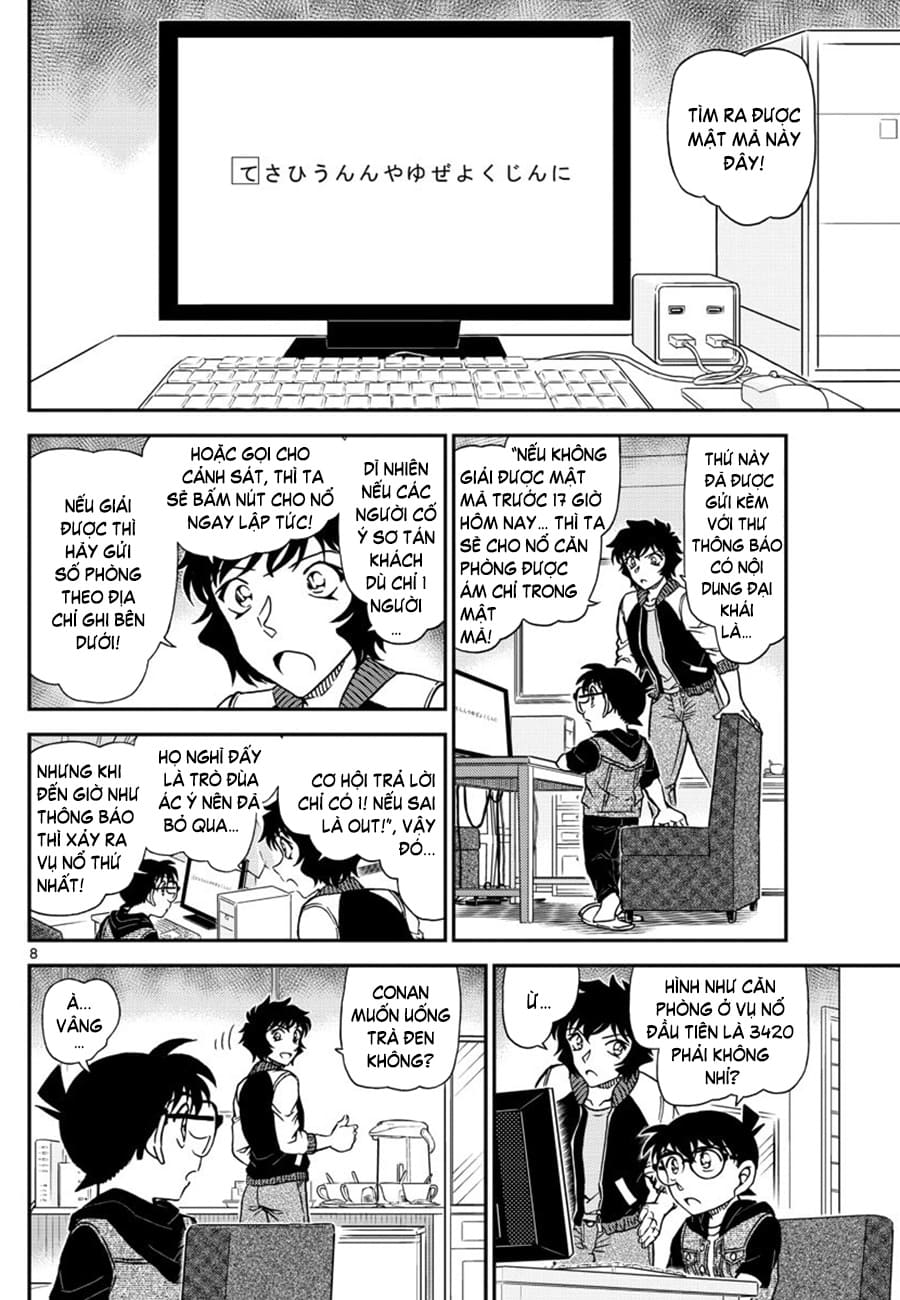 TÌM RA ĐƯỢC
MẬT MÃ NÀY
ĐÂY!
てさひうんんやゆぜよくじんに
THỨ NÀY
ĐÃ ĐƯỢC
GỬI KÈM
VỚI THƯ
THÔNG BÁO
CÓ NỘI
DUNG ĐẠI
KHÁI
LÀ...
"NẾU KHÔNG
GIẢI ĐƯỢC MẬT
MÃ TRƯỚC 17 GIỜ
HÔM NAY... THÌ TA
SẼ CHO NỔ CĂN
PHÒNG ĐƯỢC
ÁM CHỈ TRONG
MẬT
MÃ!
DĨ NHIÊN
NẾU CÁC
NGƯỜI CỐ
Ý SƠ TÁN
KHÁCH
DÙ CHỈ 1
NGƯỜI
...
HOẶC GỌI CHO
CẢNH SÁT, THÌ TA
SẼ BẤM NÚT CHO NỔ
NGAY LẬP TỨC!
NẾU GIẢI
ĐƯỢC THÌ
HÃY GỬI
SỐ PHÒNG
THEO ĐỊA
CHỈ GHI BÊN
DƯỚI!
CƠ HỘI TRẢ LỜI
CHỈ CÓ 1! NẾU SAI
LÀ OUT!", VẬY
ĐÓ...
HỌ NGHĨ ĐẤY
LÀ TRÒ ĐÙA
ÁC Ý NÊN ĐÃ
BỎ QUA...
NHƯNG KHI
ĐẾN GIỜ NHƯ
THÔNG BÁO
THÌ XẢY RA
VỤ NỔ THỨ
NHẤT!
8
HÌNH NHƯ CĂN
PHÒNG Ở VỤ NỔ
ĐẦU TIÊN LÀ 3420
PHẢI KHÔNG
NHỈ?
Ừ...
CONAN
MUỐN UỐNG
TRÀ ĐEN
KHÔNG?
À...
VÂNG
...